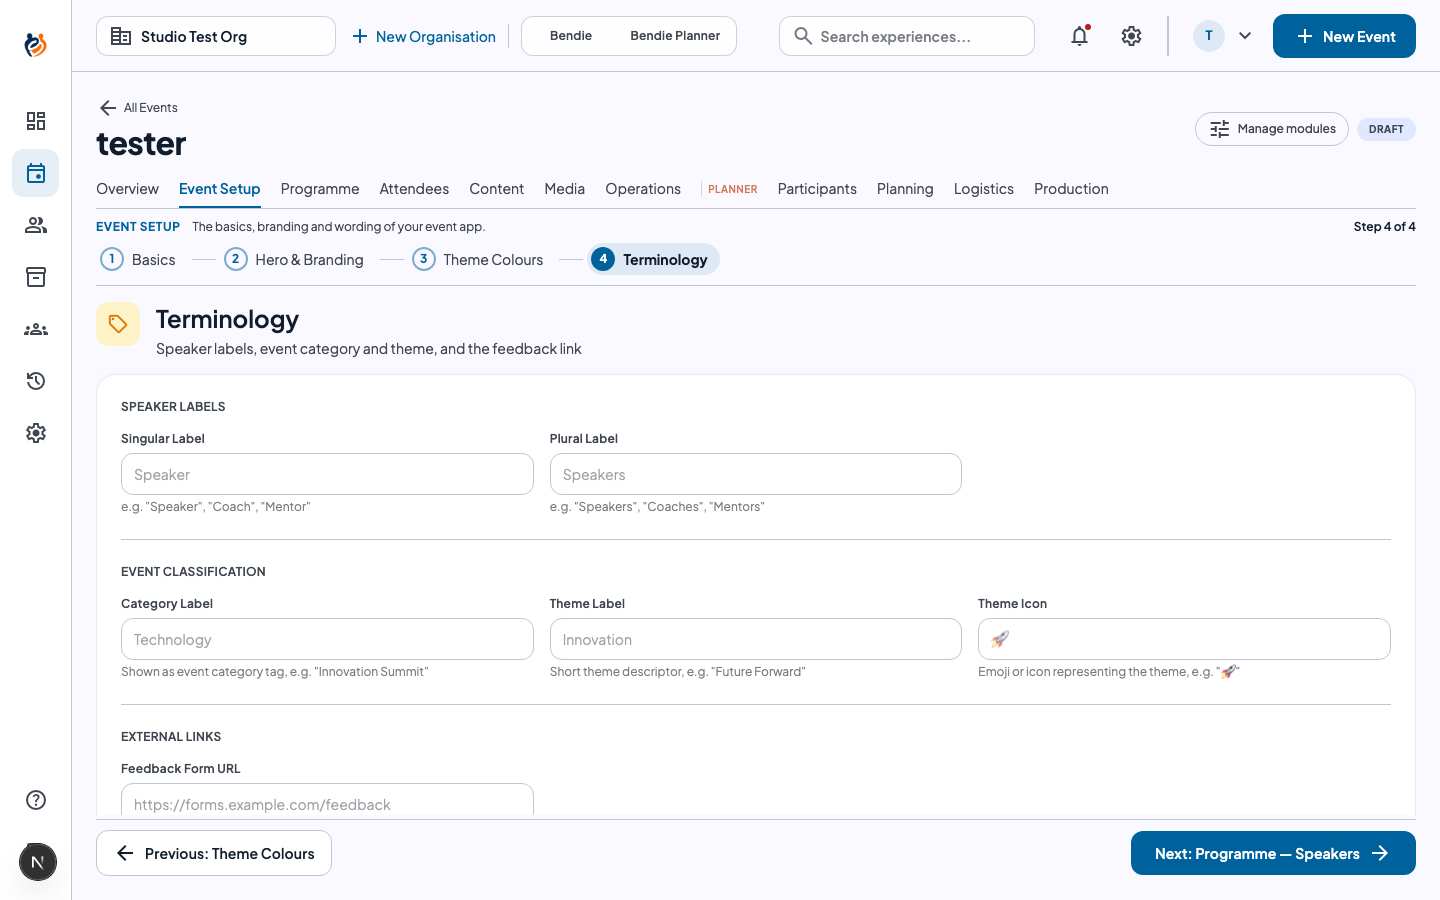 Studio Test Org
New Organisation
Bendie
Bendie Planner
Search experiences...
T
New Event
All Events
tester
Manage modules
DRAFT
Overview
Event Setup
Programme
Attendees
Content
Media
Operations
PLANNER
Participants
Planning
Logistics
Production
EVENT SETUP
The basics, branding and wording of your event app.
Step 4 of 4
1 Basics
2 Hero & Branding
3 Theme Colours
4 Terminology
Terminology
Speaker labels, event category and theme, and the feedback link
SPEAKER LABELS
Singular Label
Plural Label
Speaker
Speakers
e.g. "Speaker", "Coach", "Mentor"
e.g. "Speakers", "Coaches", "Mentors"
EVENT CLASSIFICATION
Category Label
Theme Label
Theme Icon
Technology
Innovation
🚀
Shown as event category tag, e.g. "Innovation Summit"
Short theme descriptor, e.g. "Future Forward"
Emoji or icon representing the theme, e.g. "🚀"
EXTERNAL LINKS
Feedback Form URL
https://forms.example.com/feedback
N
Previous: Theme Colours
Next: Programme — Speakers